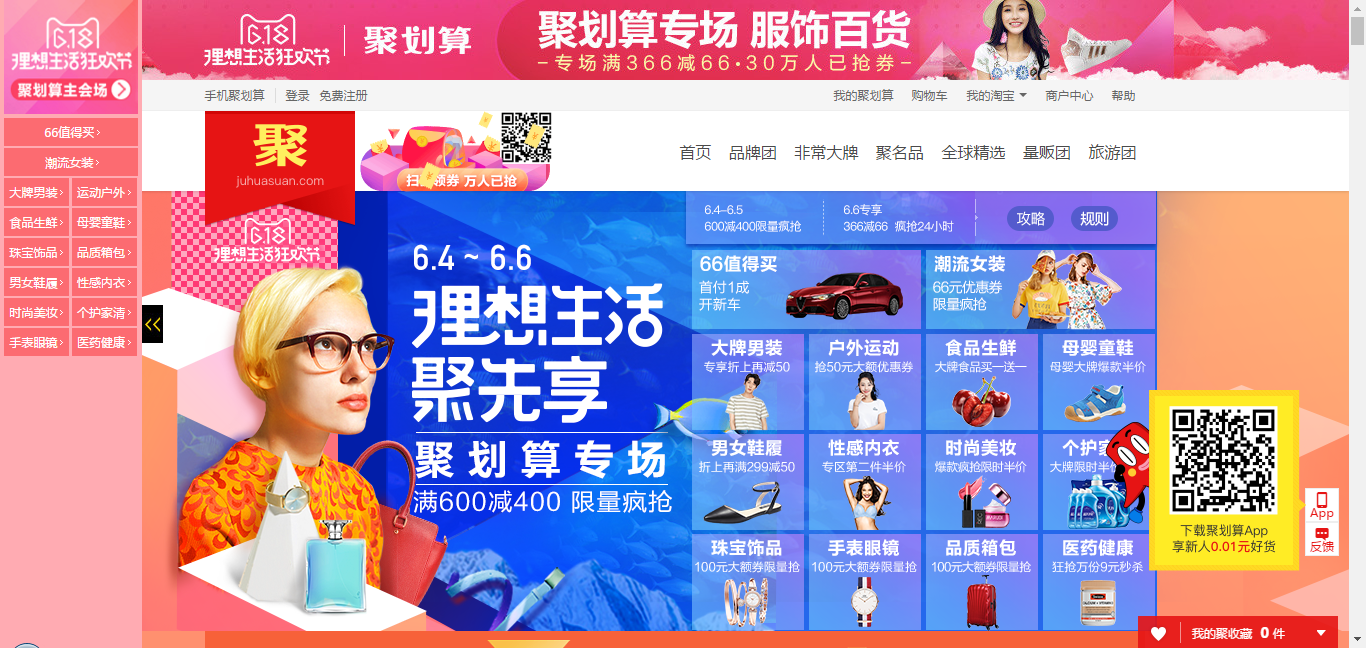 6.18
理想生活狂欢节
聚划算主会场
66值得买
潮流女装
大牌男装
运动户外
食品生鲜
母婴童鞋
珠宝饰品
品质箱包
男女鞋履
性感内衣
时尚美妆
个护家清
手表眼镜
医药健康
6.18
理想生活狂欢节
聚划算
聚划算专场 服饰百货
专场满366减66·30万人已抢券
手机聚划算
登录
免费注册
我的聚划算
购物车
我的淘宝
商户中心
帮助
聚
juhuasuan.com
领券 万人已抢
首页
品牌团
非常大牌
聚名品
全球精选
量贩团
旅游团
6.18
理想生活狂欢节
6.4 ~ 6.6
理想生活
聚先享
聚划算专场
满600减400 限量疯抢
6.4–6.5
600减400限量疯抢
6.6专享
366减66 疯抢24小时
攻略
规则
66值得买
首付1成
开新车
潮流女装
66元优惠券
限量疯抢
大牌男装
专享折上再减50
户外运动
抢50元大额优惠券
食品生鲜
大牌食品买一送一
母婴童鞋
母婴大牌爆款半价
男女鞋履
折上再满299减50
性感内衣
专区第二件半价
时尚美妆
爆款疯抢限时半价
个护
大牌限时半
珠宝饰品
100元大额券限量抢
手表眼镜
100元大额券限量抢
品质箱包
100元大额券限量抢
医药健康
狂抢万份9元秒杀
下载聚划算App
享新人0.01元好货
App
反馈
我的聚收藏 0 件